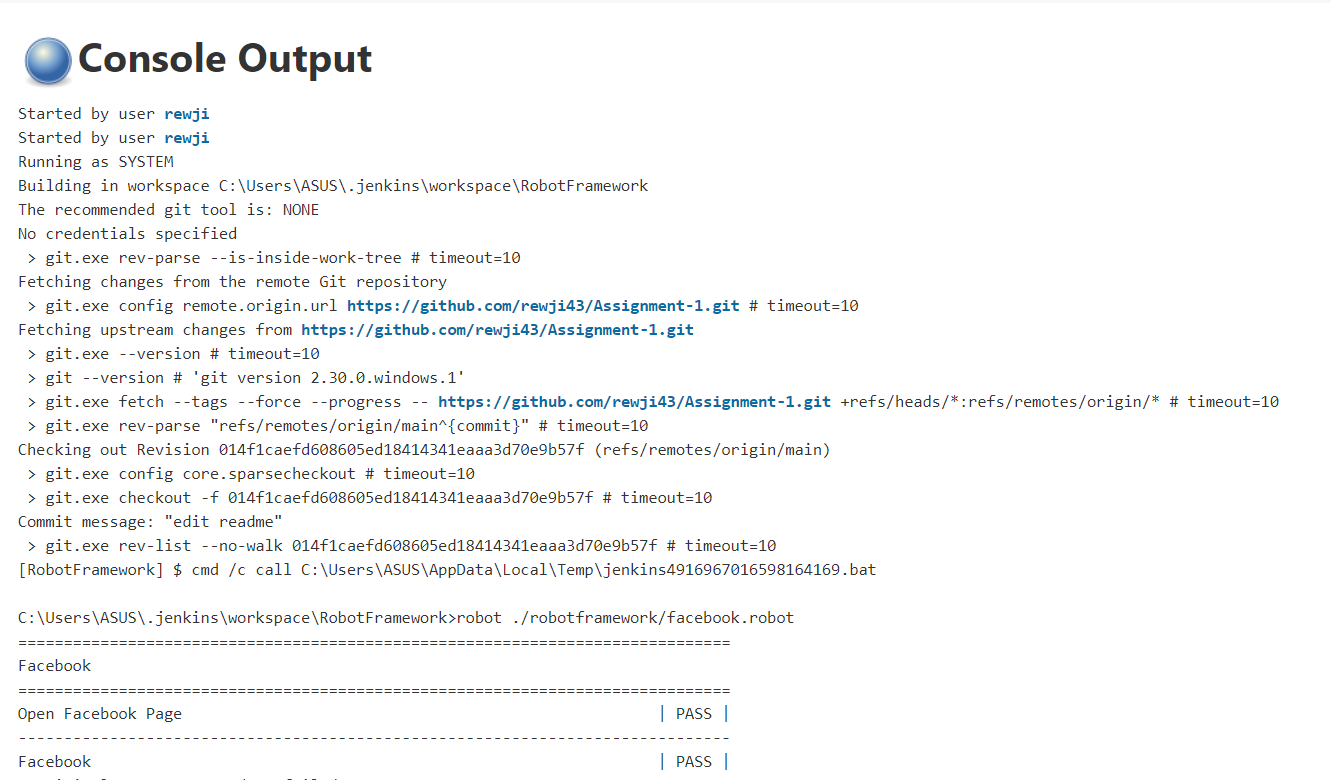 Console Output
Started by user rewji
Started by user rewji
Running as SYSTEM
Building in workspace C:\Users\ASUS\.jenkins\workspace\RobotFramework
The recommended git tool is: NONE
No credentials specified
 > git.exe rev-parse --is-inside-work-tree # timeout=10
Fetching changes from the remote Git repository
 > git.exe config remote.origin.url https://github.com/rewji43/Assignment-1.git # timeout=10
Fetching upstream changes from https://github.com/rewji43/Assignment-1.git
 > git.exe --version # timeout=10
 > git --version # 'git version 2.30.0.windows.1'
 > git.exe fetch --tags --force --progress -- https://github.com/rewji43/Assignment-1.git +refs/heads/*:refs/remotes/origin/* # timeout=10
 > git.exe rev-parse "refs/remotes/origin/main^{commit}" # timeout=10
Checking out Revision 014f1caefd608605ed18414341eaaa3d70e9b57f (refs/remotes/origin/main)
 > git.exe config core.sparsecheckout # timeout=10
 > git.exe checkout -f 014f1caefd608605ed18414341eaaa3d70e9b57f # timeout=10
Commit message: "edit readme"
 > git.exe rev-list --no-walk 014f1caefd608605ed18414341eaaa3d70e9b57f # timeout=10
[RobotFramework] $ cmd /c call C:\Users\ASUS\AppData\Local\Temp\jenkins4916967016598164169.bat
C:\Users\ASUS\.jenkins\workspace\RobotFramework>robot ./robotframework/facebook.robot
==============================================================================
Facebook
==============================================================================
Open Facebook Page | PASS |
------------------------------------------------------------------------------
Facebook | PASS |